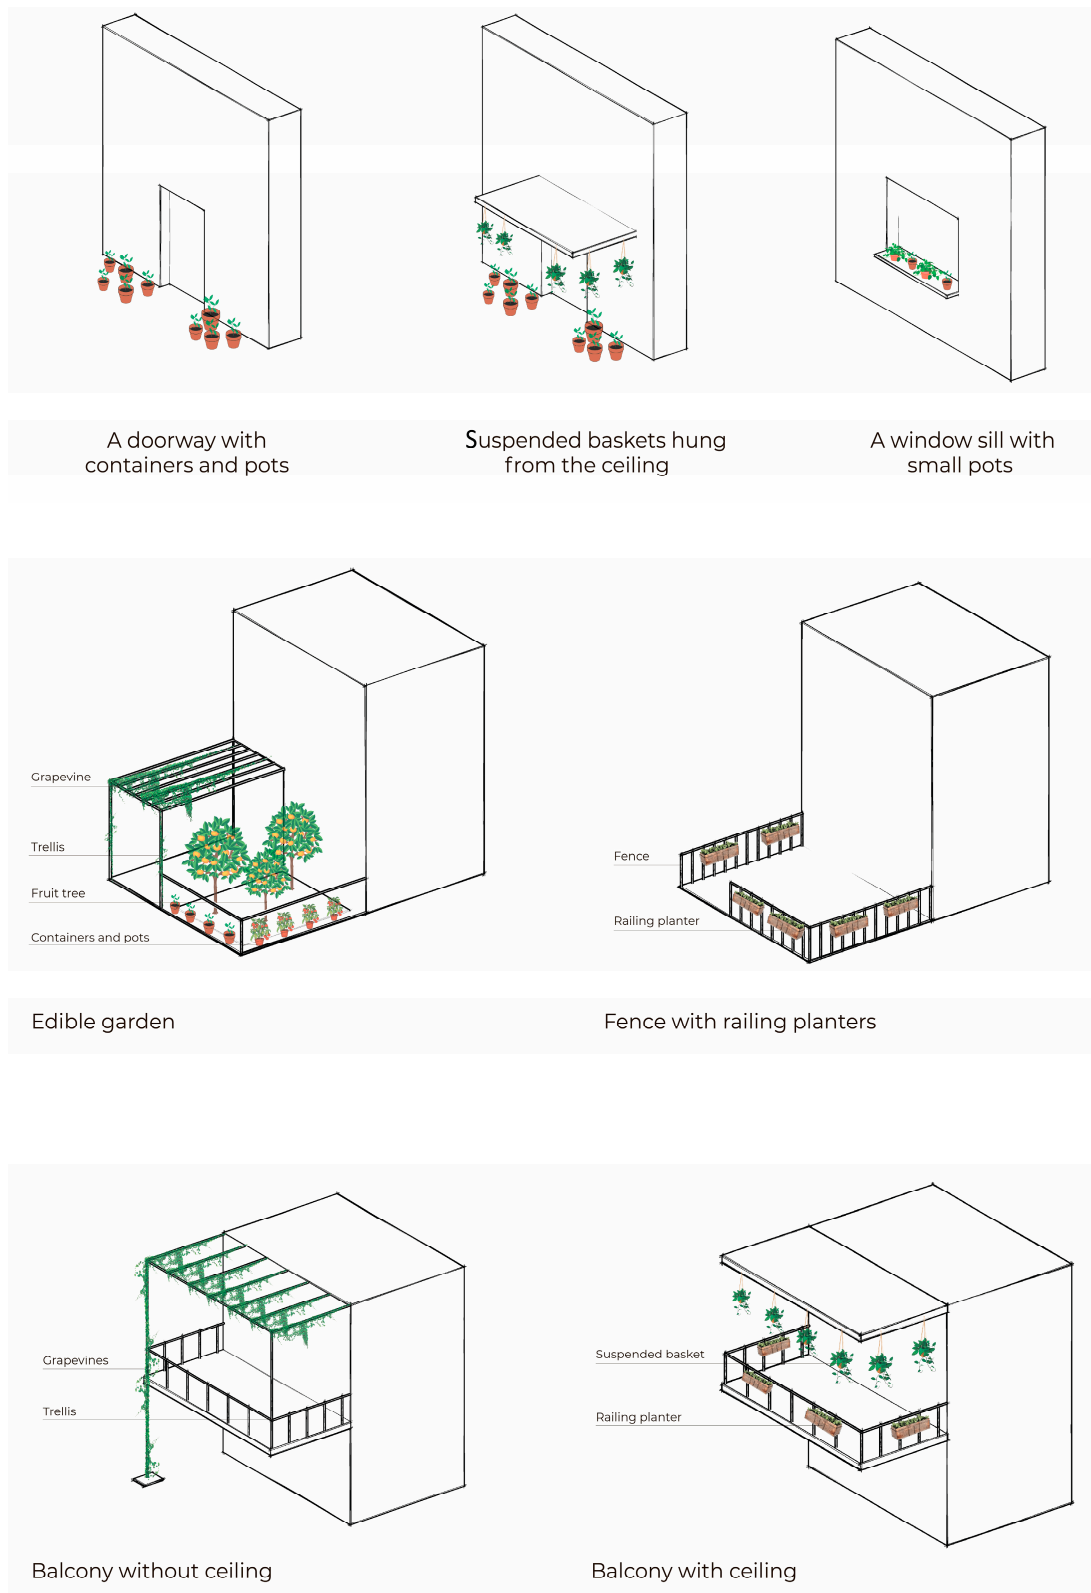 A doorway with
containers and pots
Suspended baskets hung
from the ceiling
A window sill with
small pots
Grapevine
Trellis
Fruit tree
Containers and pots
Edible garden
Fence
Railing planter
Fence with railing planters
Grapevines
Trellis
Balcony without ceiling
Suspended basket
Railing planter
Balcony with ceiling